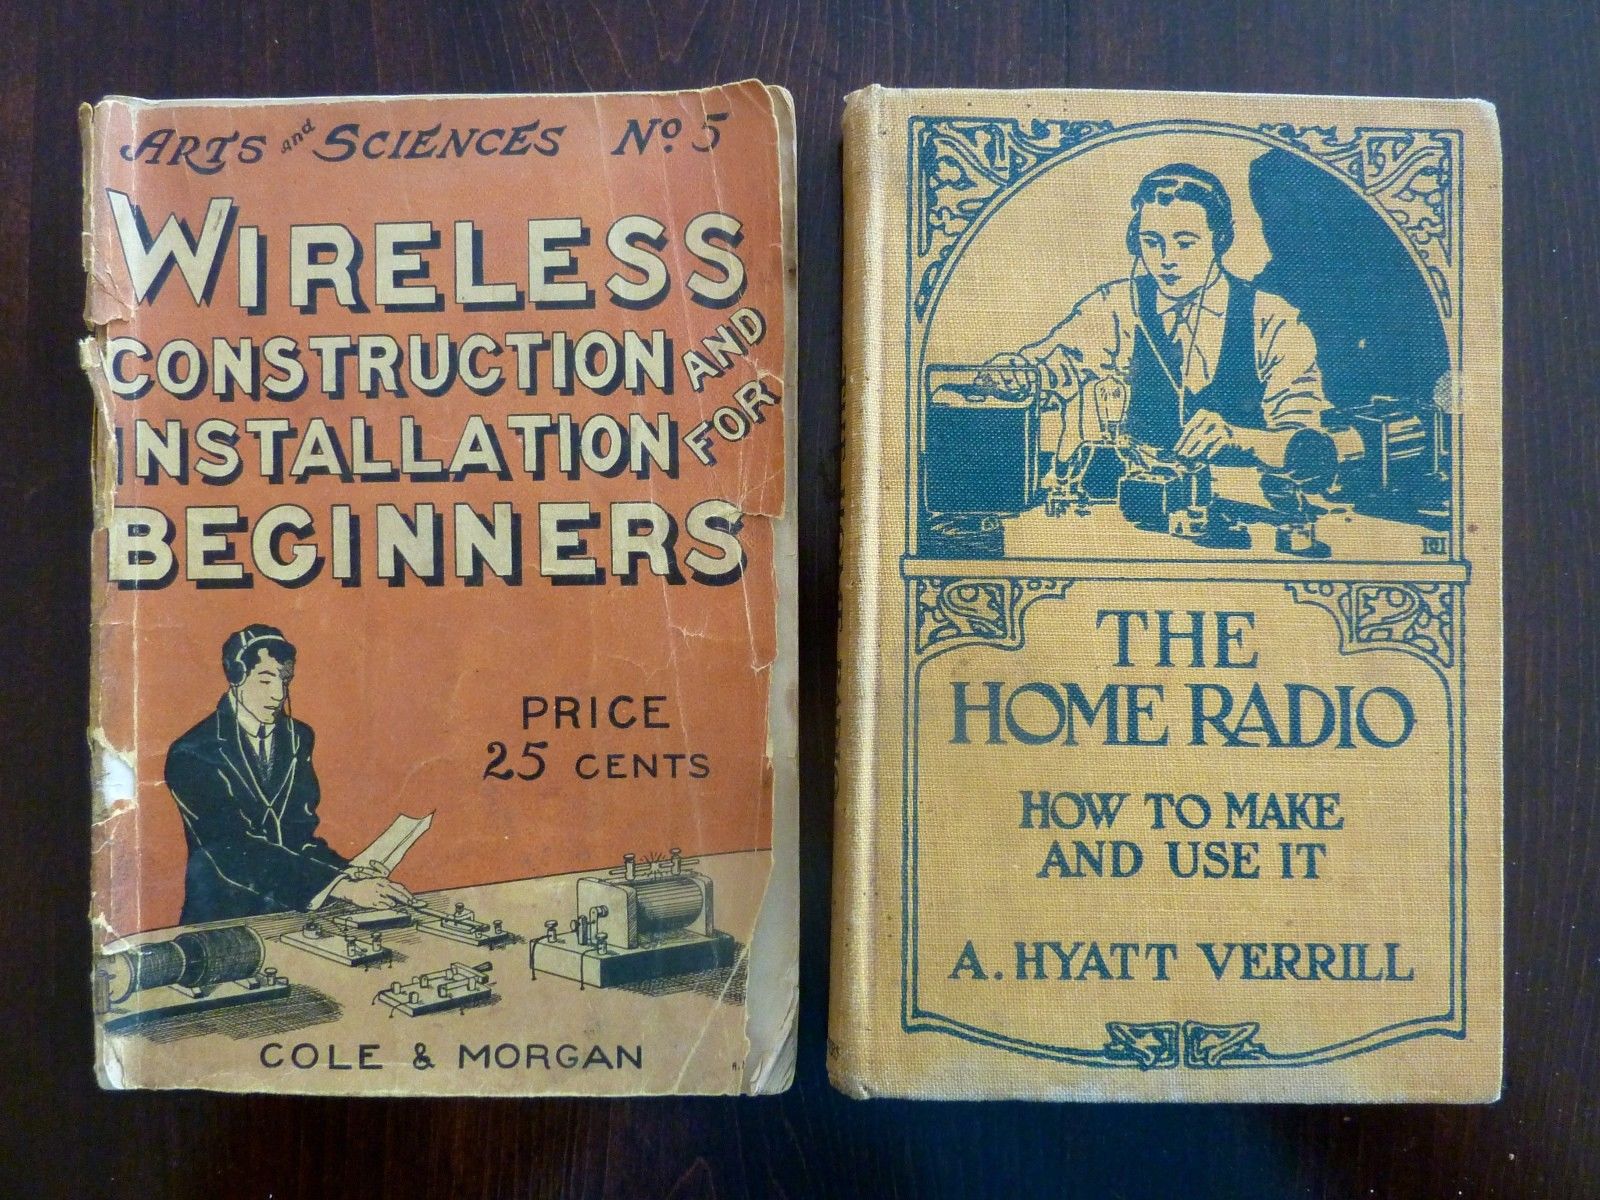 ARTS and SCIENCES No. 5
WIRELESS
CONSTRUCTION AND
INSTALLATION FOR
BEGINNERS
PRICE
25 CENTS
COLE & MORGAN
THE
HOME RADIO
HOW TO MAKE
AND USE IT
A. HYATT VERRILL